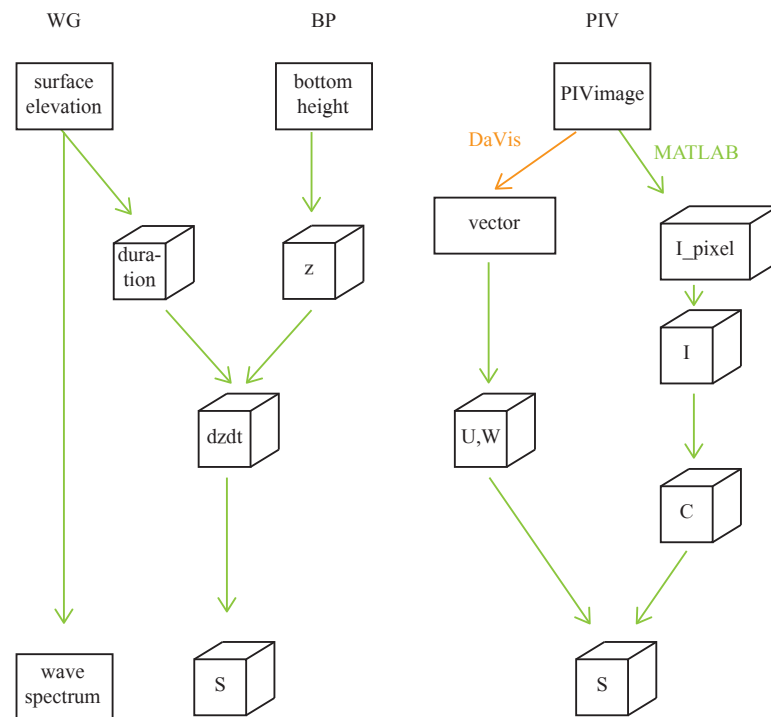 WG
BP
PIV
surface
elevation
bottom
height
PIVimage
DaVis
MATLAB
vector
I_pixel
dura-
tion
z
I
dzdt
U,W
C
wave
spectrum
S
S